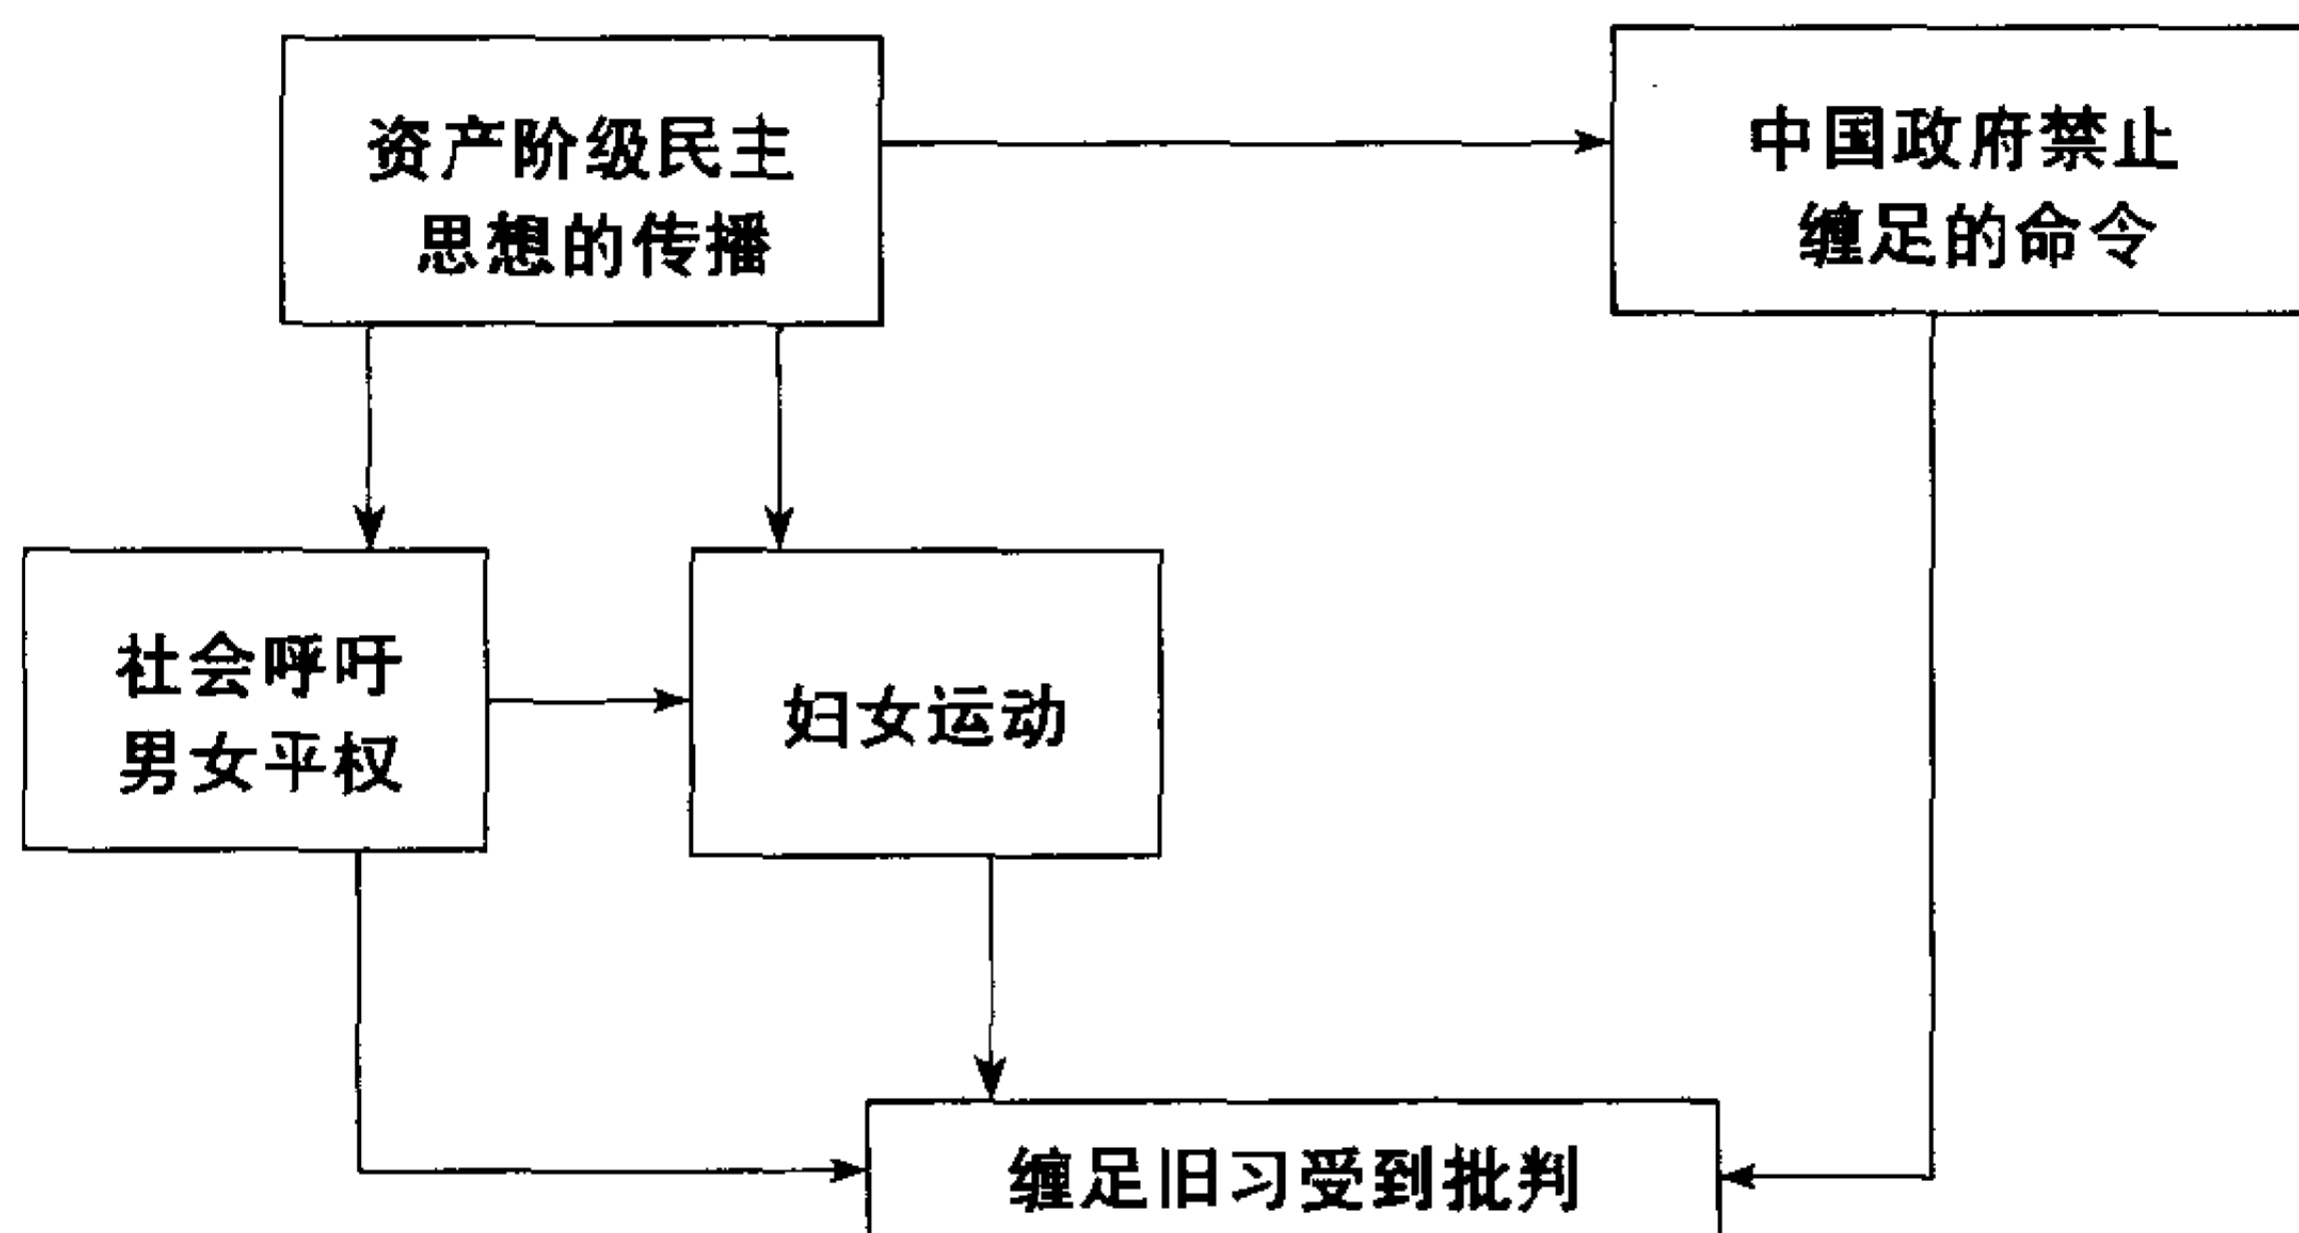 资产阶级民主
思想的传播
中国政府禁止
缠足的命令
社会呼吁
男女平权
妇女运动
缠足旧习受到批判